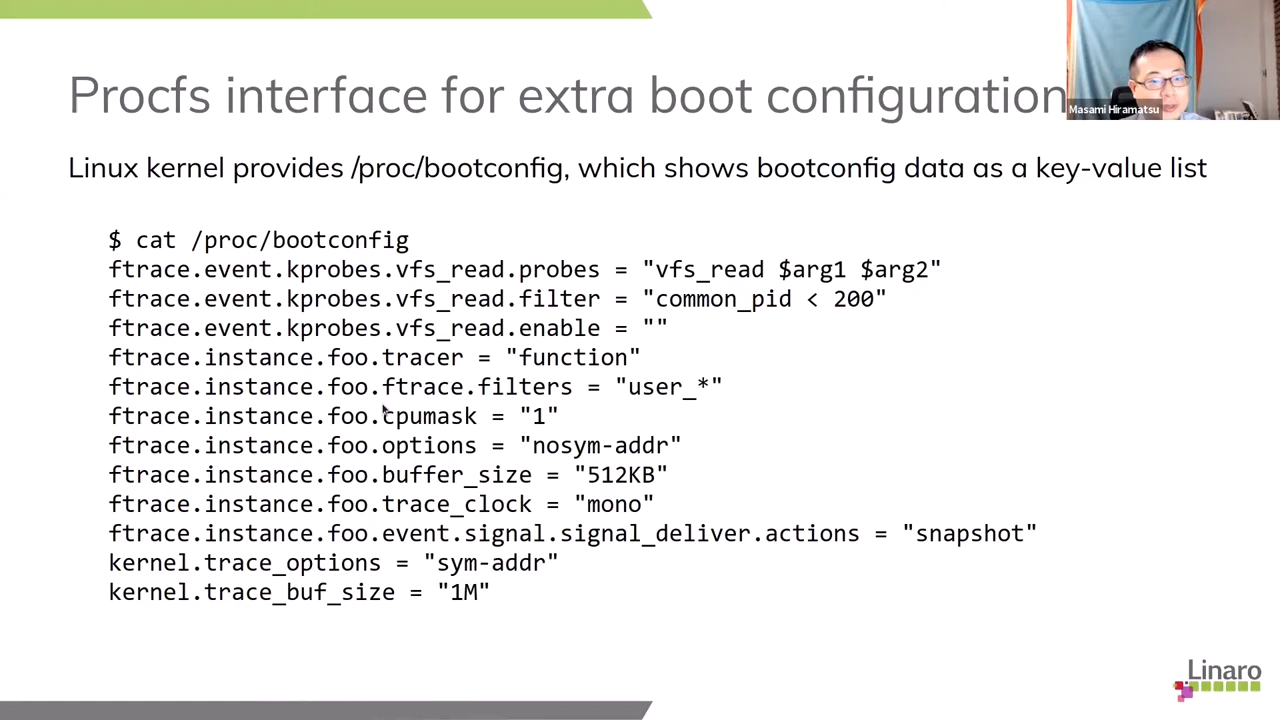 Procfs interface for extra boot configuration
Masami Hiramatsu
Linux kernel provides /proc/bootconfig, which shows bootconfig data as a key-value list
$ cat /proc/bootconfig
ftrace.event.kprobes.vfs_read.probes = "vfs_read $arg1 $arg2"
ftrace.event.kprobes.vfs_read.filter = "common_pid < 200"
ftrace.event.kprobes.vfs_read.enable = ""
ftrace.instance.foo.tracer = "function"
ftrace.instance.foo.ftrace.filters = "user_*"
ftrace.instance.foo.cpumask = "1"
ftrace.instance.foo.options = "nosym-addr"
ftrace.instance.foo.buffer_size = "512KB"
ftrace.instance.foo.trace_clock = "mono"
ftrace.instance.foo.event.signal.signal_deliver.actions = "snapshot"
kernel.trace_options = "sym-addr"
kernel.trace_buf_size = "1M"
Linaro